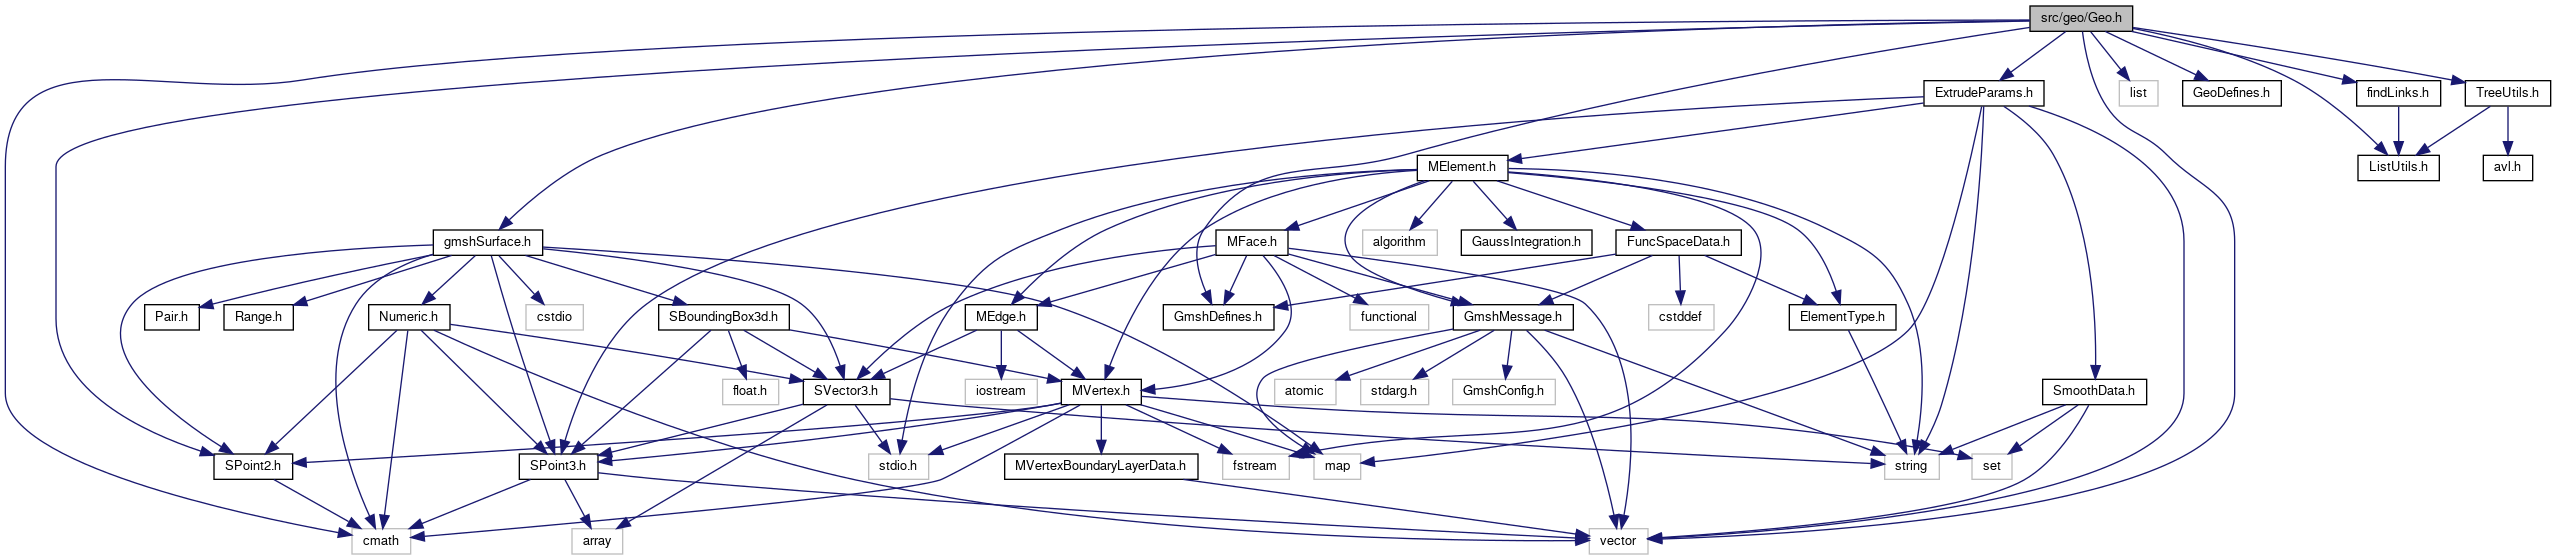 src/geo/Geo.h
ExtrudeParams.h
list
GeoDefines.h
findLinks.h
TreeUtils.h
MElement.h
ListUtils.h
avl.h
gmshSurface.h
MFace.h
algorithm
GaussIntegration.h
FuncSpaceData.h
Pair.h
Range.h
Numeric.h
cstdio
SBoundingBox3d.h
MEdge.h
GmshDefines.h
functional
GmshMessage.h
cstddef
ElementType.h
float.h
SVector3.h
iostream
MVertex.h
atomic
stdarg.h
GmshConfig.h
SmoothData.h
SPoint2.h
SPoint3.h
stdio.h
MVertexBoundaryLayerData.h
fstream
map
string
set
cmath
array
vector